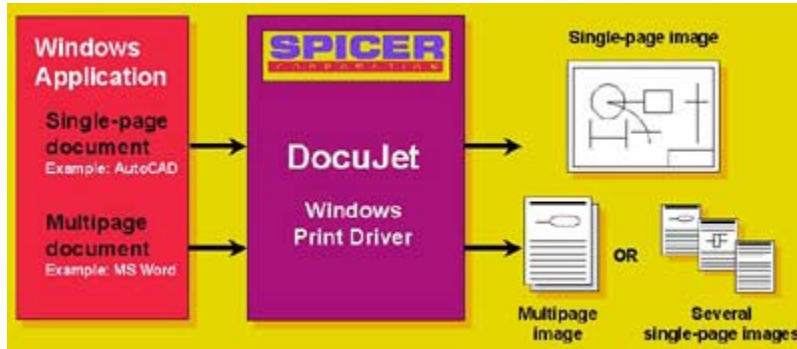 Windows
Application
Single-page
document
Example: AutoCAD
Multipage
document
Example: MS Word
SPICER
CORPORATION
DocuJet
Windows
Print Driver
Single-page image
OR
Multipage
image
Several
single-page images